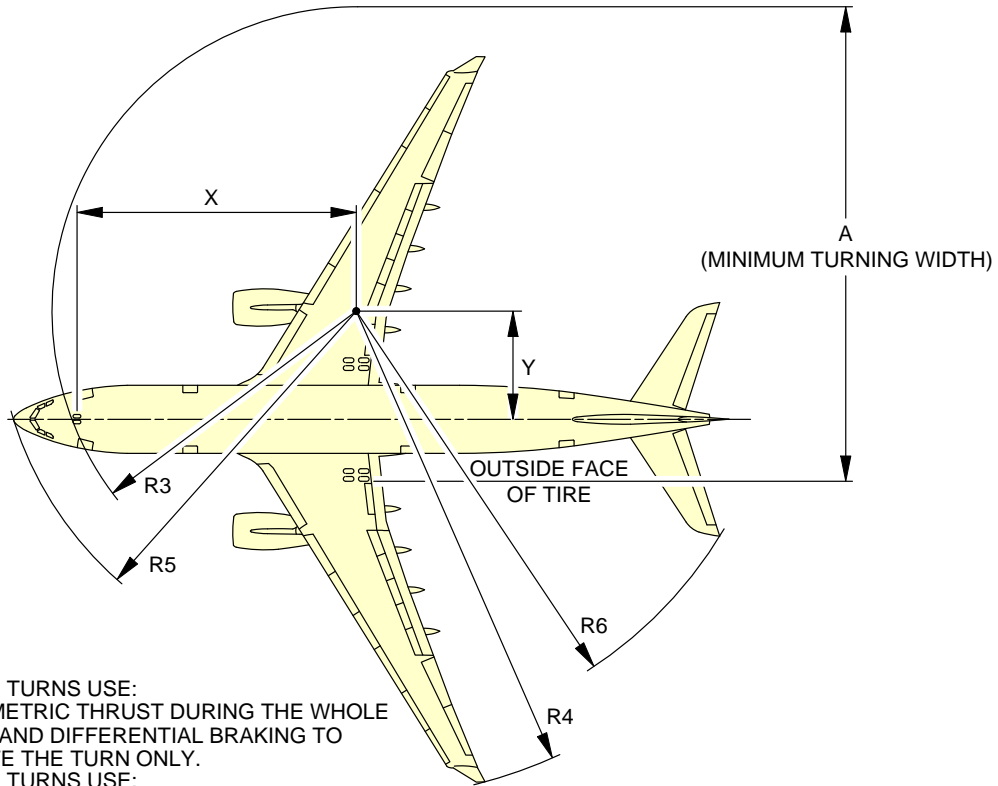 X
A
(MINIMUM TURNING WIDTH)
Y
R3
OUTSIDE FACE
OF TIRE
R5
R6
R4
TURNS USE:
METRIC THRUST DURING THE WHOLE
AND DIFFERENTIAL BRAKING TO
E THE TURN ONLY.
TURNS USE: